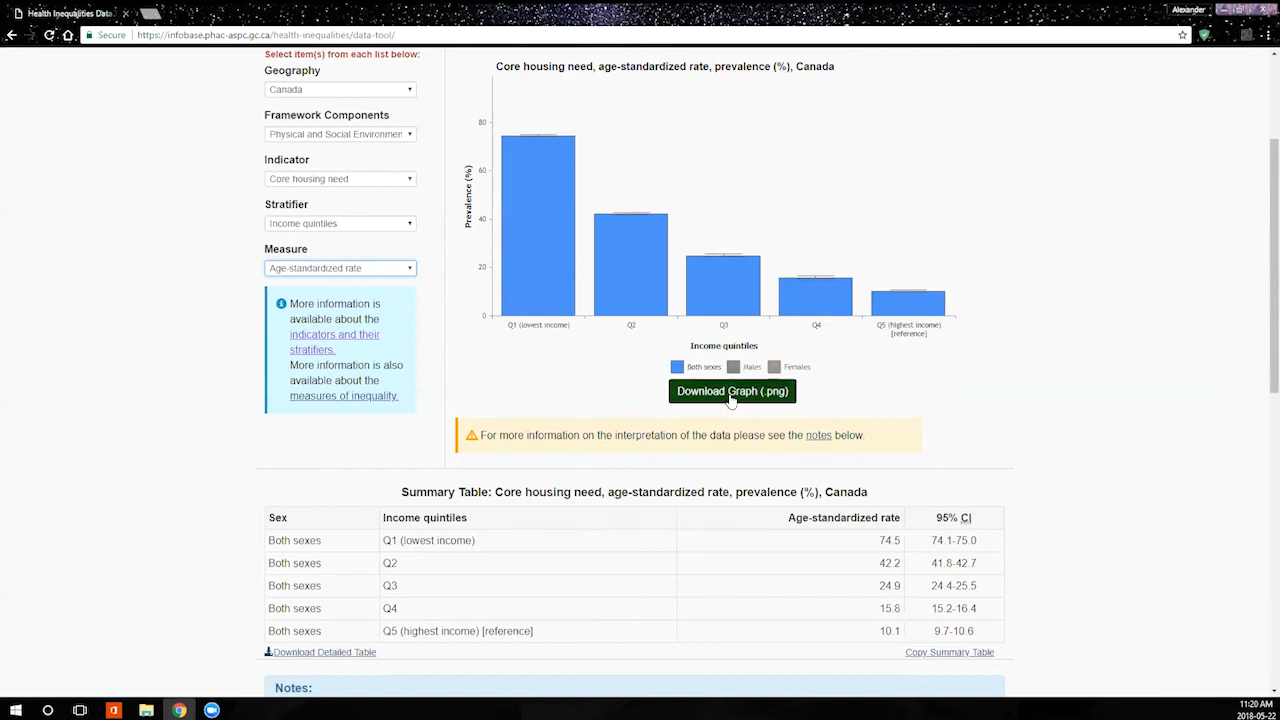 Health Inequalities Data
Alexander
Secure
https://infobase.phac-aspc.gc.ca/health-inequalities/data-tool/
Select item(s) from each list below:
Geography
Canada
Framework Components
Physical and Social Environmen
Indicator
Core housing need
Stratifier
Income quintiles
Measure
Age-standardized rate
More information is
available about the
indicators and their
stratifiers.
More information is also
available about the
measures of inequality.
Core housing need, age-standardized rate, prevalence (%), Canada
Prevalence (%)
80
60
40
20
0
Q1 (lowest income)
Q2
Q3
Q4
Q5 (highest income)
[reference]
Income quintiles
Both sexes
Males
Females
Download Graph (.png)
For more information on the interpretation of the data please see the notes below.
Summary Table: Core housing need, age-standardized rate, prevalence (%), Canada
Sex Income quintiles Age-standardized rate 95% CI
Both sexes Q1 (lowest income) 74.5 74.1-75.0
Both sexes Q2 42.2 41.8-42.7
Both sexes Q3 24.9 24.4-25.5
Both sexes Q4 15.8 15.2-16.4
Both sexes Q5 (highest income) [reference] 10.1 9.7-10.6
Download Detailed Table
Copy Summary Table
Notes:
11:20 AM
2018-05-22